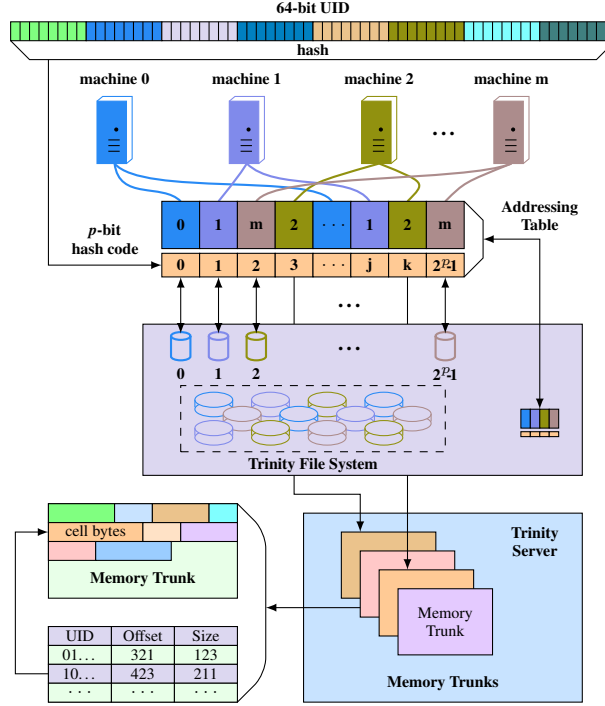 64-bit UID
hash
machine 0 machine 1 machine 2 machine m
...
p-bit
hash code
Addressing
Table
0 1 m 2 ... 1 2 m
0 1 2 3 ... j k 2^p-1
...
...
0 1 2 2^p-1
Trinity File System
cell bytes
Memory Trunk
Trinity
Server
Memory
Trunk
Memory Trunks
UID Offset Size
01... 321 123
10... 423 211
... ... ...